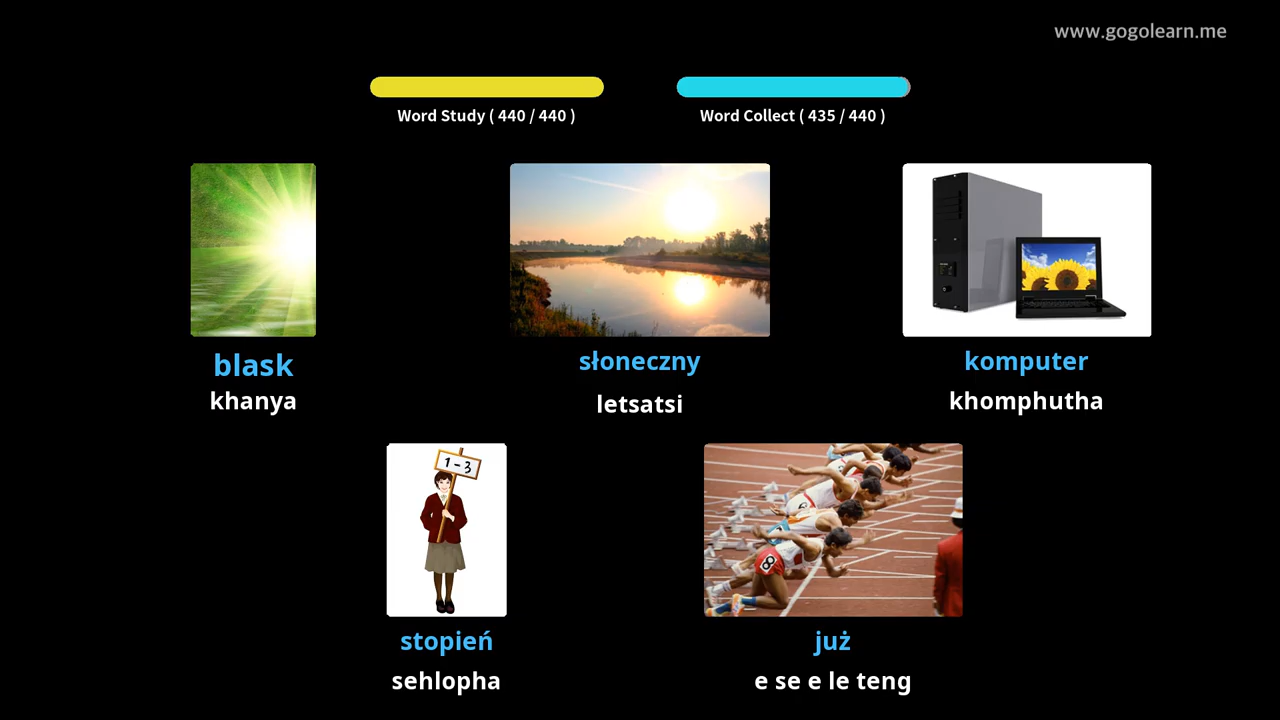 www.gogolearn.me
Word Study ( 440 / 440 )
Word Collect ( 435 / 440 )
blask
khanya
słoneczny
letsatsi
komputer
khomphutha
1 - 3
stopień
sehlopha
8
już
e se e le teng